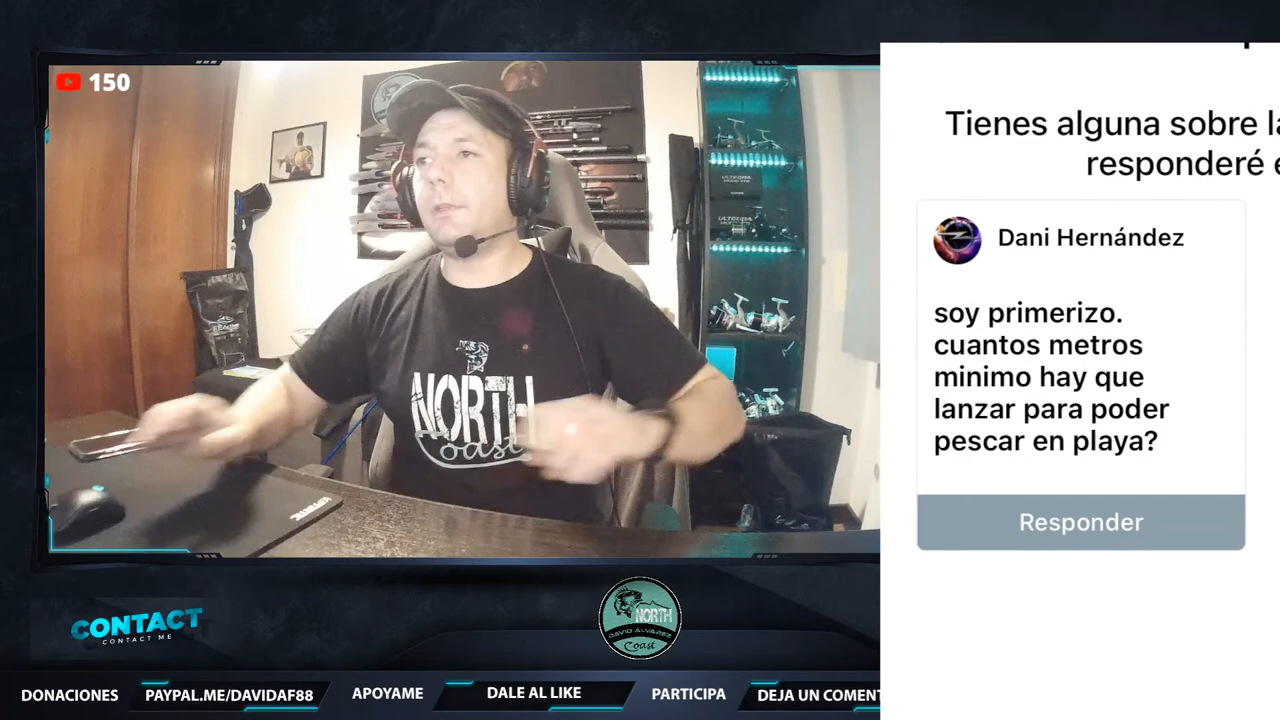 150
Tienes alguna sobre la
responderé e
Dani Hernández
soy primerizo.
cuantos metros
minimo hay que
lanzar para poder
pescar en playa?
Responder
ULTEGRA
ULTEGRA
NORTH
Coast
CONTACT
CONTACT ME
NORTH
DAVID ÁLVAREZ
Coast
DONACIONES
PAYPAL.ME/DAVIDAF88
APOYAME
DALE AL LIKE
PARTICIPA
DEJA UN COMENT